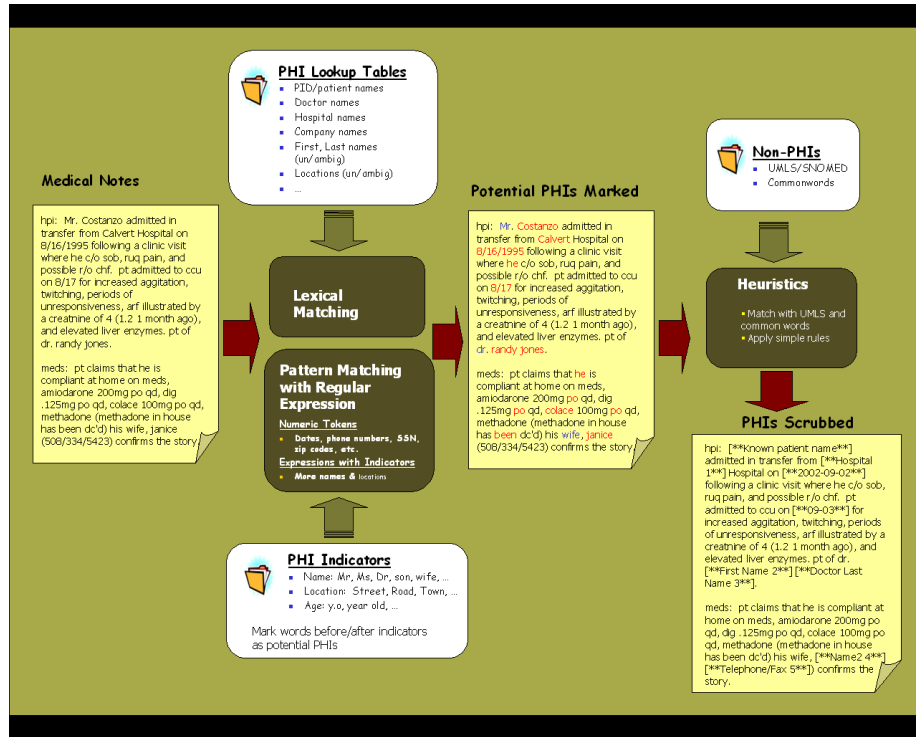 PHI Lookup Tables
PID/patient names
Doctor names
Hospital names
Company names
First, Last names
(un/ambig)
Locations (un/ambig)
...
Non-PHIs
UMLS/SNOMED
Commonwords
Medical Notes
hpi: Mr. Costanzo admitted in
transfer from Calvert Hospital on
8/16/1995 following a clinic visit
where he c/o sob, ruq pain, and
possible r/o chf. pt admitted to ccu
on 8/17 for increased aggitation,
twitching, periods of
unresponsiveness, arf illustrated by
a creatnine of 4 (1.2 1 month ago),
and elevated liver enzymes. pt of
dr. randy jones.
meds: pt claims that he is
compliant at home on meds,
amiodarone 200mg po qd, dig
.125mg po qd, colace 100mg po qd,
methadone (methadone in house
has been dc'd) his wife, janice
(508/334/5423) confirms the story.
Lexical
Matching
Pattern Matching
with Regular
Expression
Numeric Tokens
Dates, phone numbers, SSN,
zip codes, etc.
Expressions with Indicators
More names & locations
PHI Indicators
Name: Mr, Ms, Dr, son, wife, ...
Location: Street, Road, Town, ...
Age: y.o, year old, ...
Mark words before/after indicators
as potential PHIs
Potential PHIs Marked
hpi: Mr. Costanzo admitted in
transfer from Calvert Hospital on
8/16/1995 following a clinic visit
where he c/o sob, ruq pain, and
possible r/o chf. pt admitted to ccu
on 8/17 for increased aggitation,
twitching, periods of
unresponsiveness, arf illustrated by
a creatnine of 4 (1.2 1 month ago),
and elevated liver enzymes. pt of
dr. randy jones.
meds: pt claims that he is
compliant at home on meds,
amiodarone 200mg po qd, dig
.125mg po qd, colace 100mg po qd,
methadone (methadone in house
has been dc'd) his wife, janice
(508/334/5423) confirms the story.
Heuristics
Match with UMLS and
common words
Apply simple rules
PHIs Scrubbed
hpi: [**Known patient name**]
admitted in transfer from [**Hospital
1**] Hospital on [**2002-09-02**]
following a clinic visit where he c/o sob,
ruq pain, and possible r/o chf. pt
admitted to ccu on [**09-03**] for
increased aggitation, twitching, periods
of unresponsiveness, arf illustrated by a
creatnine of 4 (1.2 1 month ago), and
elevated liver enzymes. pt of dr.
[**First Name 2**] [**Doctor Last
Name 3**].
meds: pt claims that he is compliant at
home on meds, amiodarone 200mg po
qd, dig .125mg po qd, colace 100mg po
qd, methadone (methadone in house
has been dc'd) his wife, [**Name2 4**]
[**Telephone/Fax 5**]) confirms the
story.